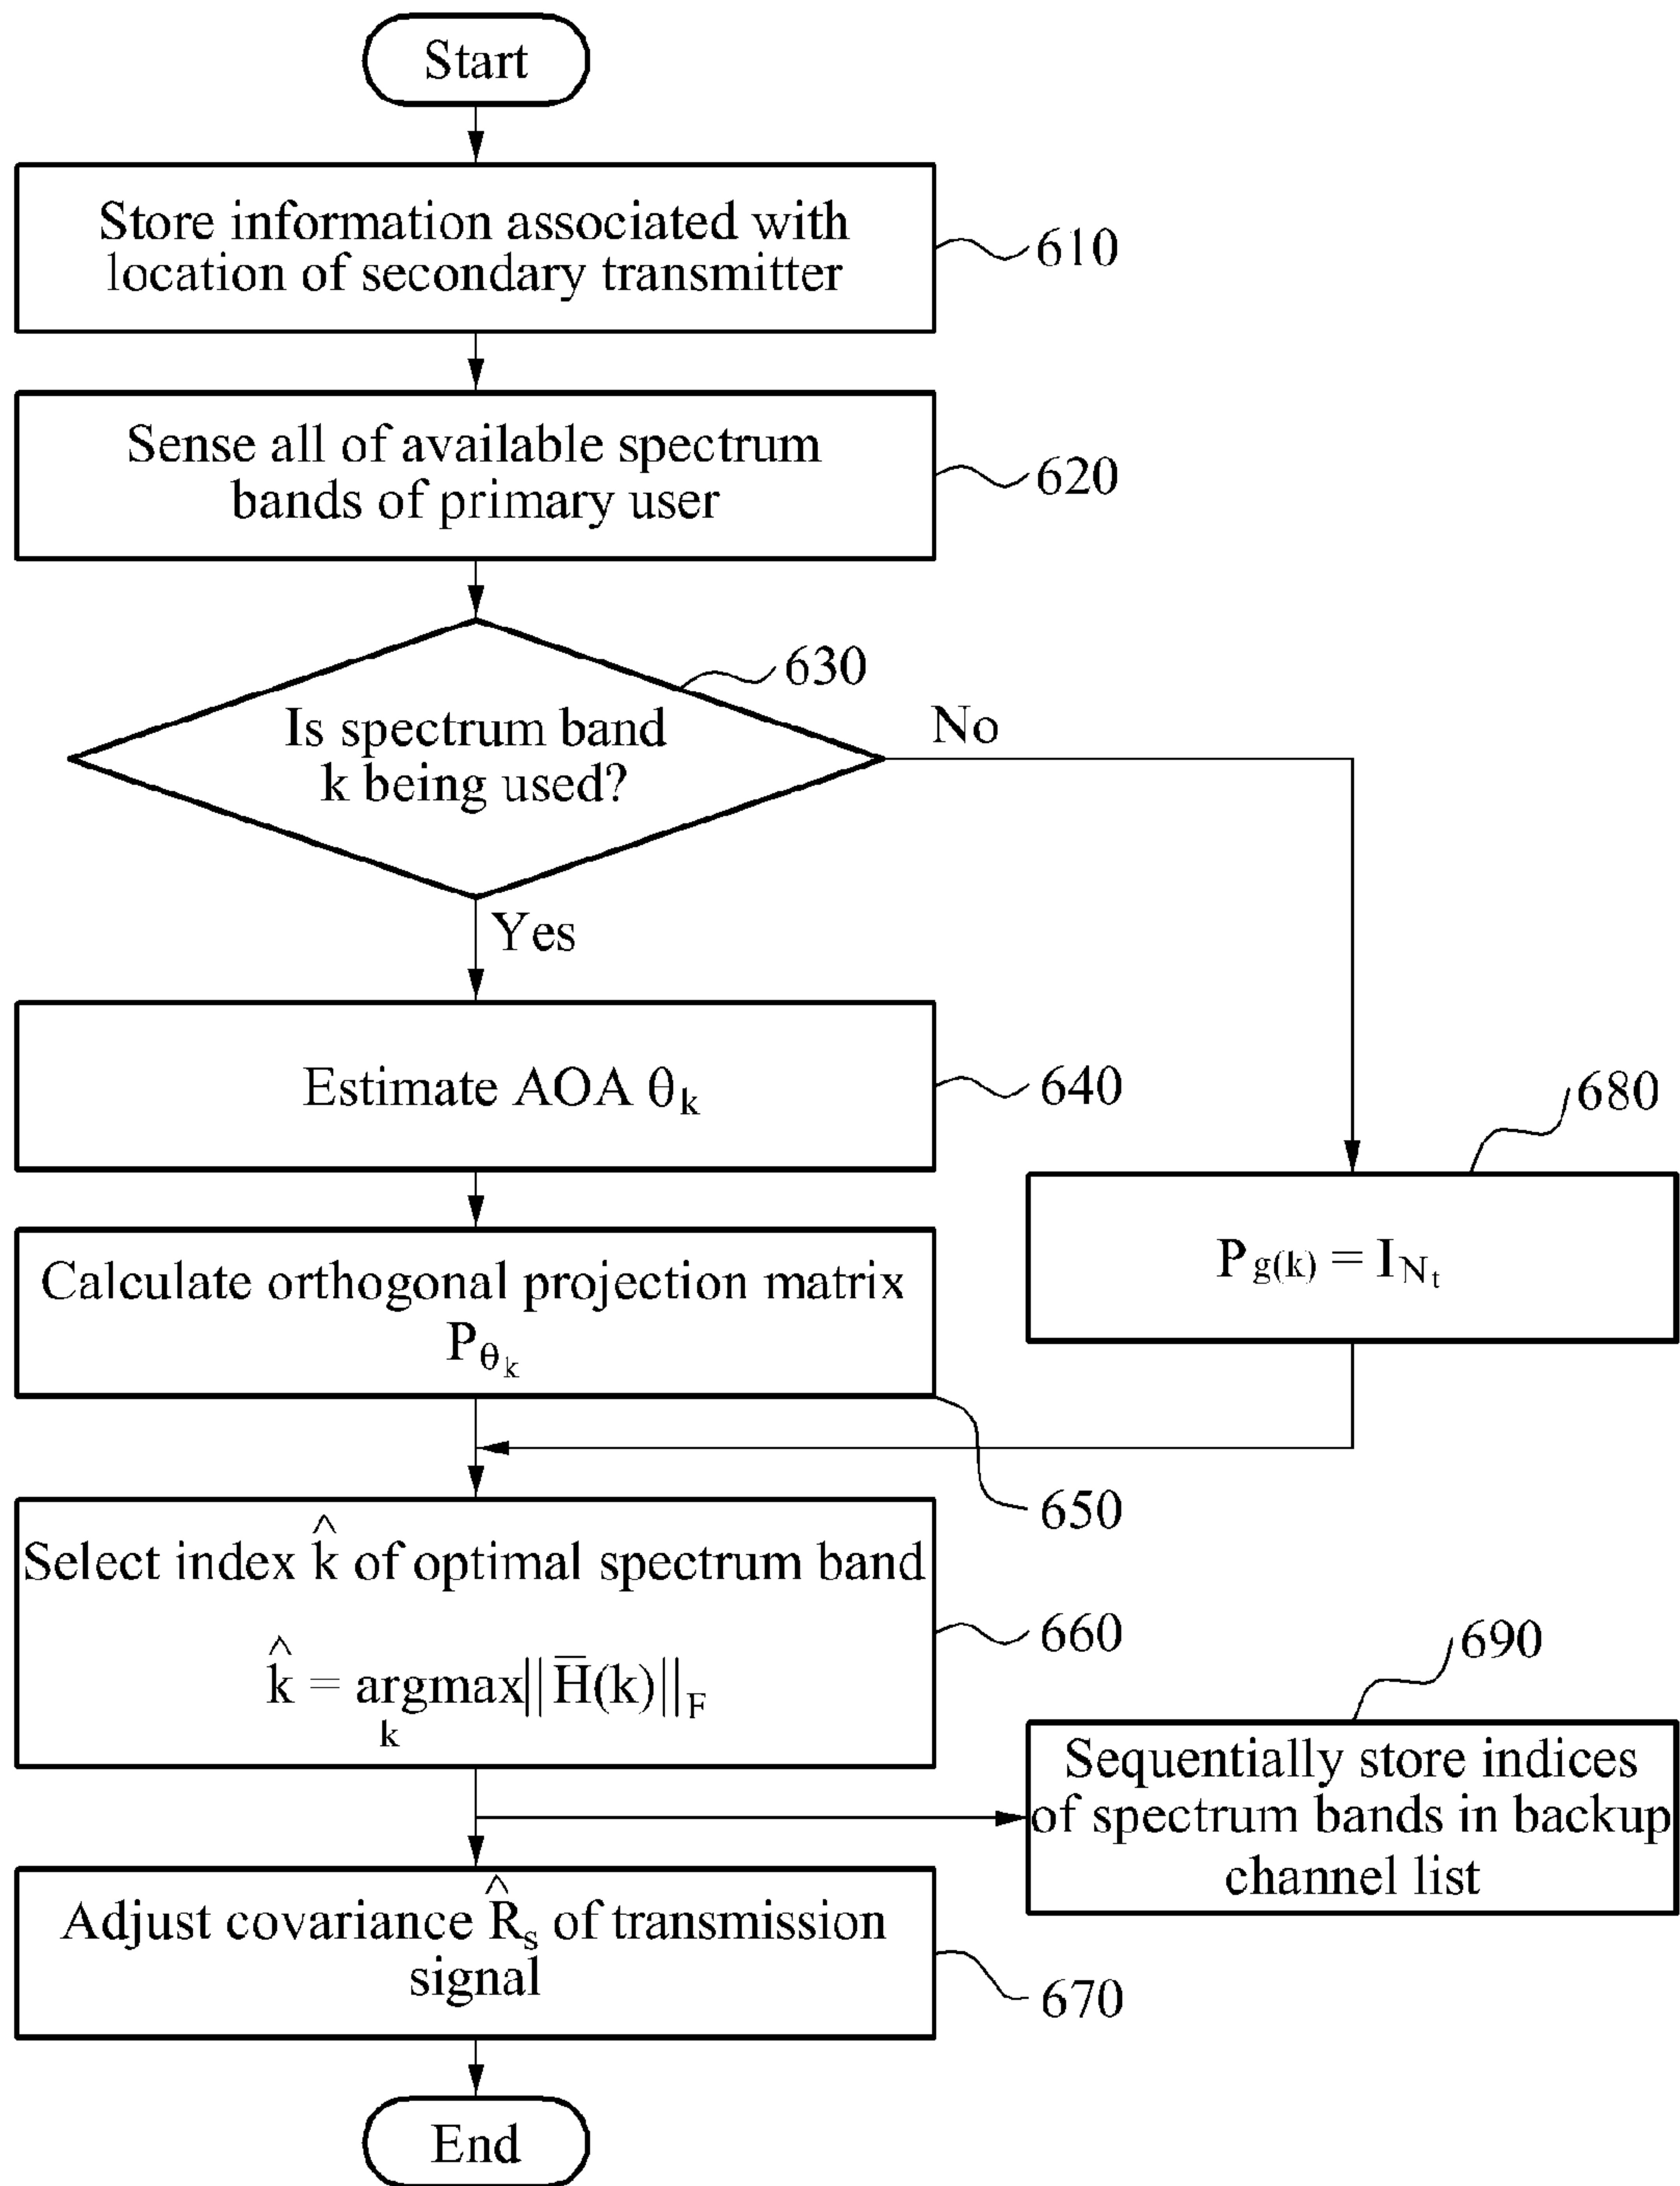 Start
Store information associated with
location of secondary transmitter
610
Sense all of available spectrum
bands of primary user
620
630
Is spectrum band
k being used?
No
Yes
Estimate AOA θk
640
680
Pg(k) = INt
Calculate orthogonal projection matrix
Pθk
650
Select index k̂ of optimal spectrum band
k̂ = argmax||H̅(k)||F
k
660
690
Sequentially store indices
of spectrum bands in backup
channel list
Adjust covariance R̂s of transmission
signal
670
End